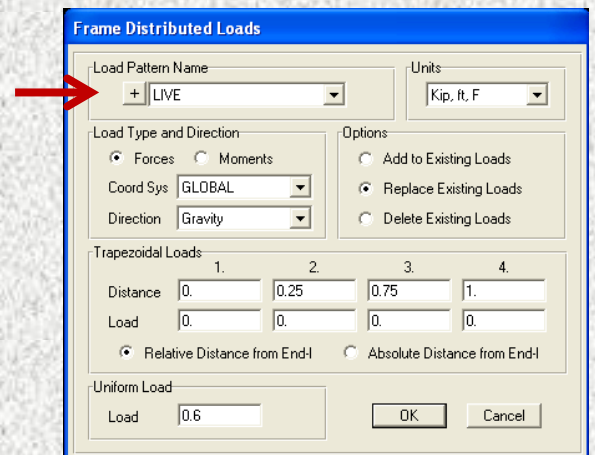 Frame Distributed Loads
Load Pattern Name
+ LIVE
Units
Kip, ft, F
Load Type and Direction
Forces Moments
Coord Sys GLOBAL
Direction Gravity
Options
Add to Existing Loads
Replace Existing Loads
Delete Existing Loads
Trapezoidal Loads
1. 2. 3. 4.
Distance 0. 0.25 0.75 1.
Load 0. 0. 0. 0.
Relative Distance from End-I Absolute Distance from End-I
Uniform Load
Load 0.6
OK Cancel